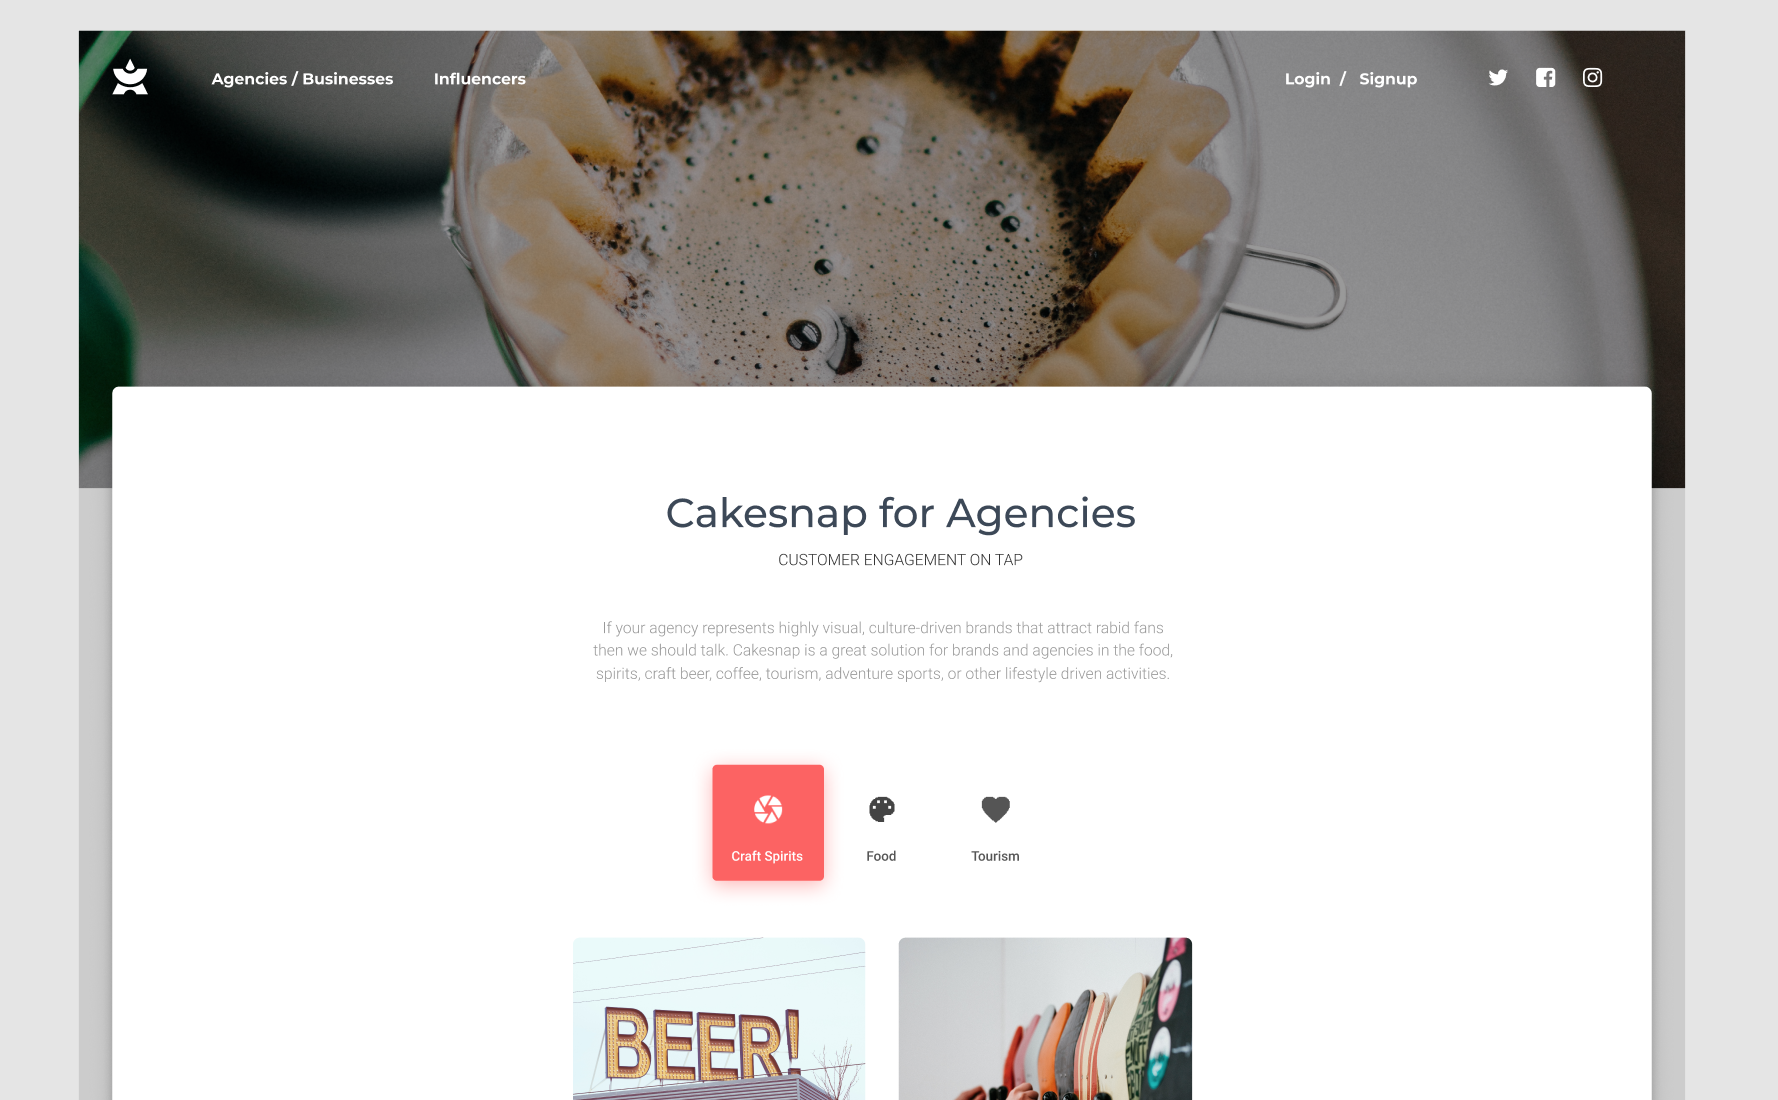 Agencies / Businesses
Influencers
Login / Signup
Cakesnap for Agencies
CUSTOMER ENGAGEMENT ON TAP
If your agency represents highly visual, culture-driven brands that attract rabid fans
then we should talk. Cakesnap is a great solution for brands and agencies in the food,
spirits, craft beer, coffee, tourism, adventure sports, or other lifestyle driven activities.
Craft Spirits
Food
Tourism
BEER!